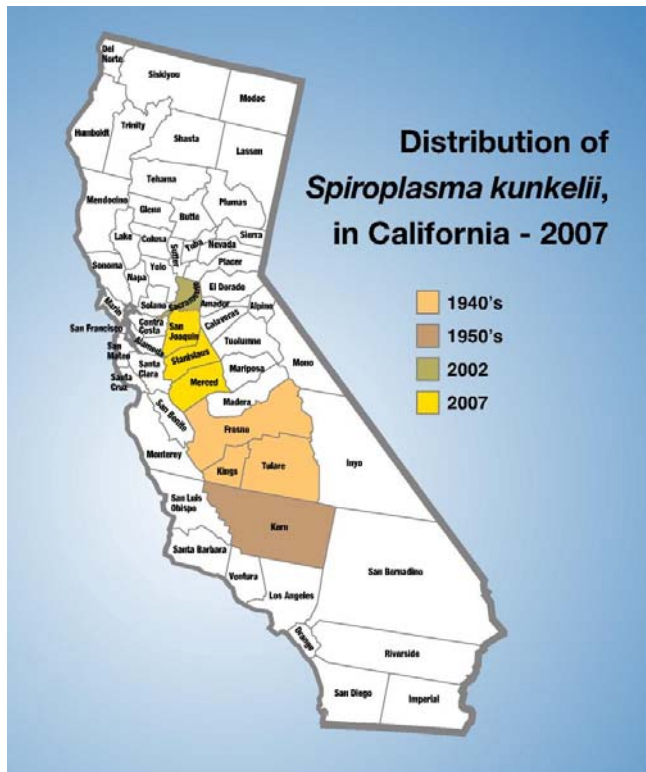 Distribution of
Spiroplasma kunkelii,
in California - 2007
1940's
1950's
2002
2007
Del
Norte
Siskiyou
Modoc
Humboldt
Trinity
Shasta
Lassen
Tehama
Mendocino
Glenn
Butte
Plumas
Lake
Colusa
Sutter
Yuba
Nevada
Sierra
Placer
Sonoma
Napa
Yolo
El Dorado
Sacramento
Amador
Alpine
Marin
Solano
Contra
Costa
San
Joaquin
Calaveras
San Francisco
Alameda
Tuolumne
Mono
San
Mateo
Santa
Clara
Stanislaus
Mariposa
Santa
Cruz
Merced
Madera
San Benito
Fresno
Monterey
Kings
Tulare
Inyo
San Luis
Obispo
Kern
Santa Barbara
Ventura
Los Angeles
San Bernadino
Orange
Riverside
San Diego
Imperial